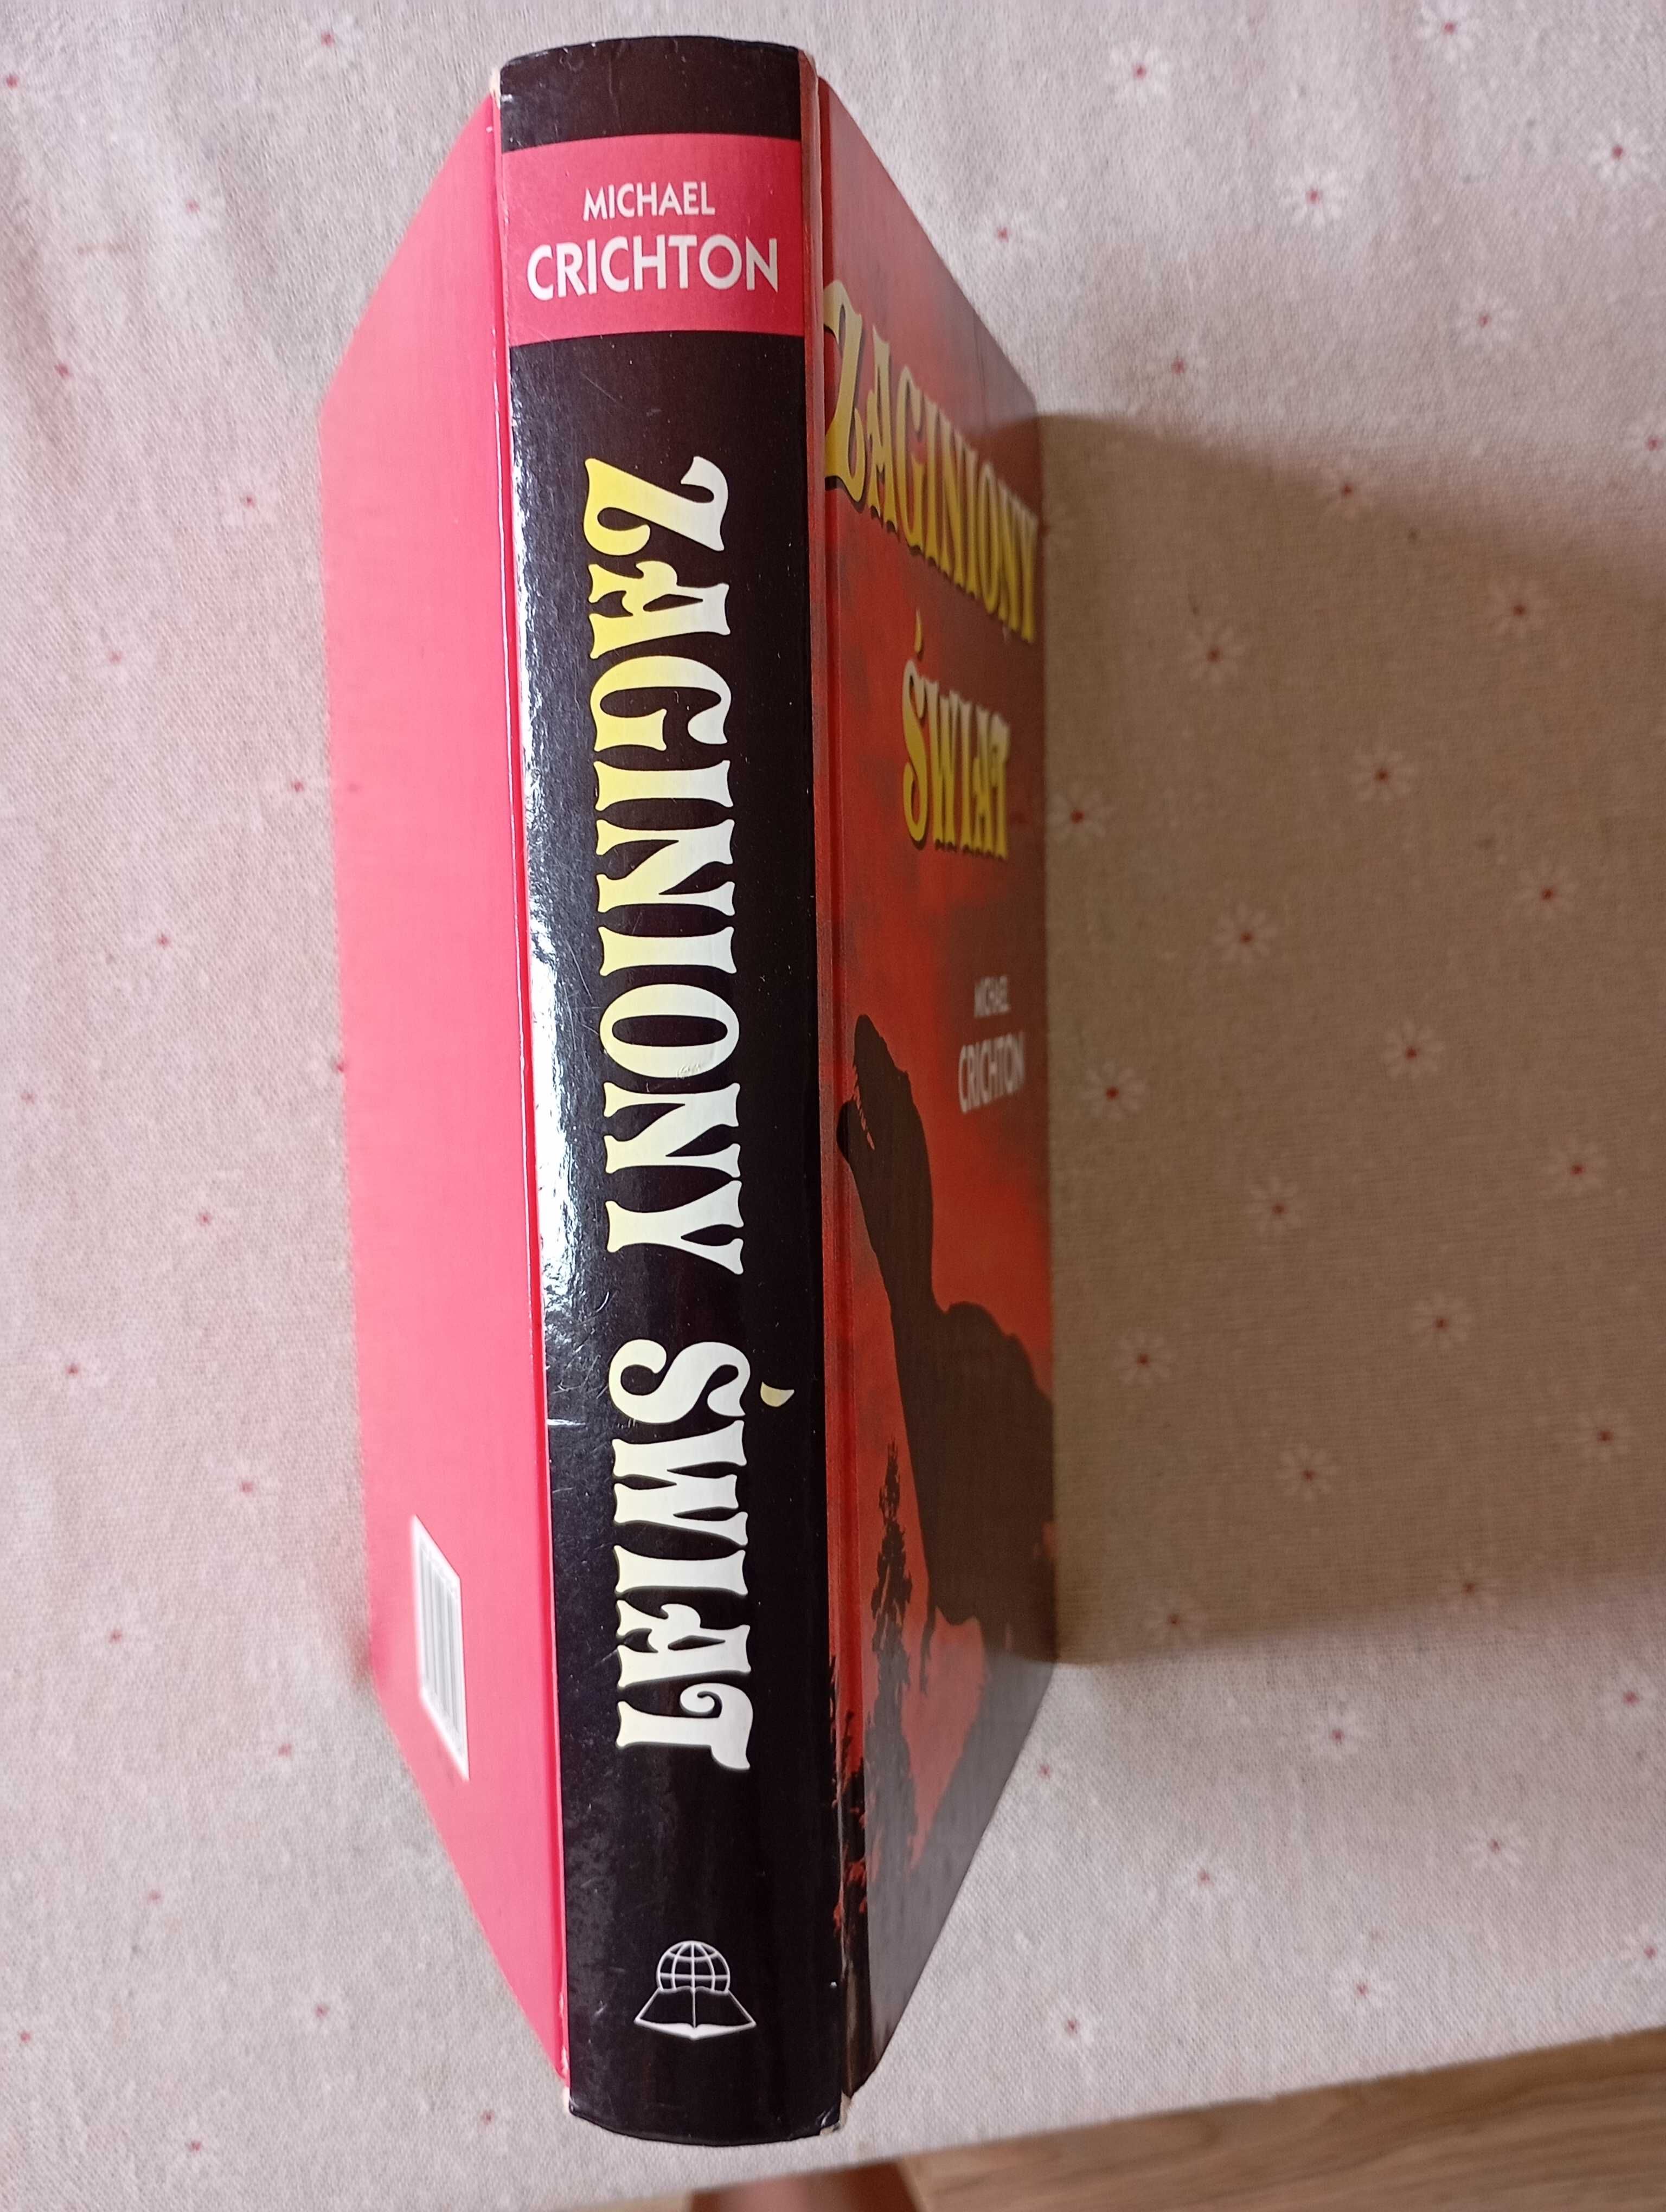 MICHAEL
CRICHTON
ZAGINIONY ŚWIAT
ZAGINIONY
ŚWIAT
MICHAEL
CRICHTON